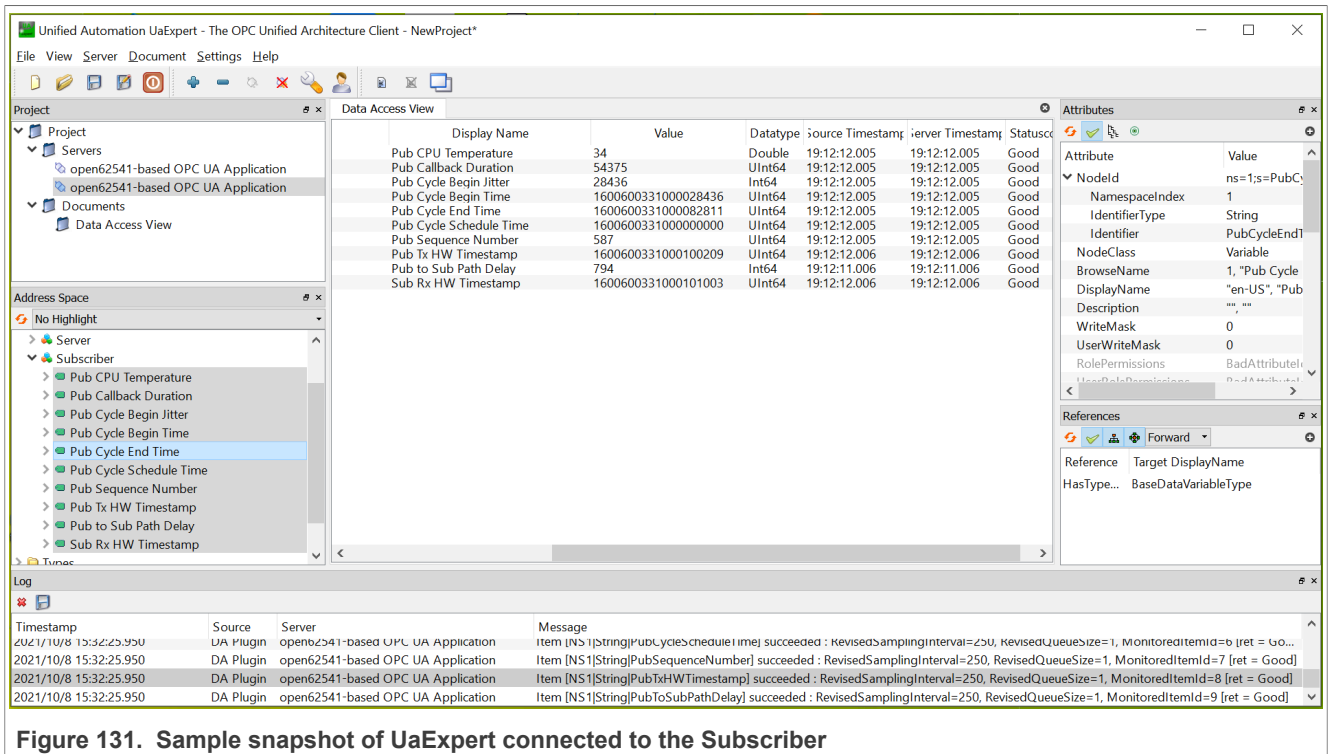 Unified Automation UaExpert - The OPC Unified Architecture Client - NewProject*
File View Server Document Settings Help
Project
Project
Servers
open62541-based OPC UA Application
open62541-based OPC UA Application
Documents
Data Access View
Address Space
No Highlight
Server
Subscriber
Pub CPU Temperature
Pub Callback Duration
Pub Cycle Begin Jitter
Pub Cycle Begin Time
Pub Cycle End Time
Pub Cycle Schedule Time
Pub Sequence Number
Pub Tx HW Timestamp
Pub to Sub Path Delay
Sub Rx HW Timestamp
Types
Data Access View
Display Name Value Datatype Source Timestamp Server Timestamp Statusco
Pub CPU Temperature 34 Double 19:12:12.005 19:12:12.005 Good
Pub Callback Duration 54375 UInt64 19:12:12.005 19:12:12.005 Good
Pub Cycle Begin Jitter 28436 Int64 19:12:12.005 19:12:12.005 Good
Pub Cycle Begin Time 1600600331000028436 UInt64 19:12:12.005 19:12:12.005 Good
Pub Cycle End Time 1600600331000082811 UInt64 19:12:12.005 19:12:12.005 Good
Pub Cycle Schedule Time 1600600331000000000 UInt64 19:12:12.005 19:12:12.005 Good
Pub Sequence Number 587 UInt64 19:12:12.005 19:12:12.005 Good
Pub Tx HW Timestamp 1600600331000100209 UInt64 19:12:12.006 19:12:12.006 Good
Pub to Sub Path Delay 794 Int64 19:12:11.006 19:12:11.006 Good
Sub Rx HW Timestamp 1600600331000101003 UInt64 19:12:12.006 19:12:12.006 Good
Attributes
Attribute Value
NodeId ns=1;s=PubCy
NamespaceIndex 1
IdentifierType String
Identifier PubCycleEndT
NodeClass Variable
BrowseName 1, "Pub Cycle
DisplayName "en-US", "Pub
Description "", ""
WriteMask 0
UserWriteMask 0
RolePermissions BadAttributeI
UserRolePermissions BadAttributeI
References
Forward
Reference Target DisplayName
HasType... BaseDataVariableType
Log
Timestamp Source Server Message
2021/10/8 15:32:25.950 DA Plugin open62541-based OPC UA Application Item [NS1|String|PubCycleScheduleTime] succeeded : RevisedSamplingInterval=250, RevisedQueueSize=1, MonitoredItemId=6 [ret = Go...
2021/10/8 15:32:25.950 DA Plugin open62541-based OPC UA Application Item [NS1|String|PubSequenceNumber] succeeded : RevisedSamplingInterval=250, RevisedQueueSize=1, MonitoredItemId=7 [ret = Good]
2021/10/8 15:32:25.950 DA Plugin open62541-based OPC UA Application Item [NS1|String|PubTxHWTimestamp] succeeded : RevisedSamplingInterval=250, RevisedQueueSize=1, MonitoredItemId=8 [ret = Good]
2021/10/8 15:32:25.950 DA Plugin open62541-based OPC UA Application Item [NS1|String|PubToSubPathDelay] succeeded : RevisedSamplingInterval=250, RevisedQueueSize=1, MonitoredItemId=9 [ret = Good]
Figure 131. Sample snapshot of UaExpert connected to the Subscriber